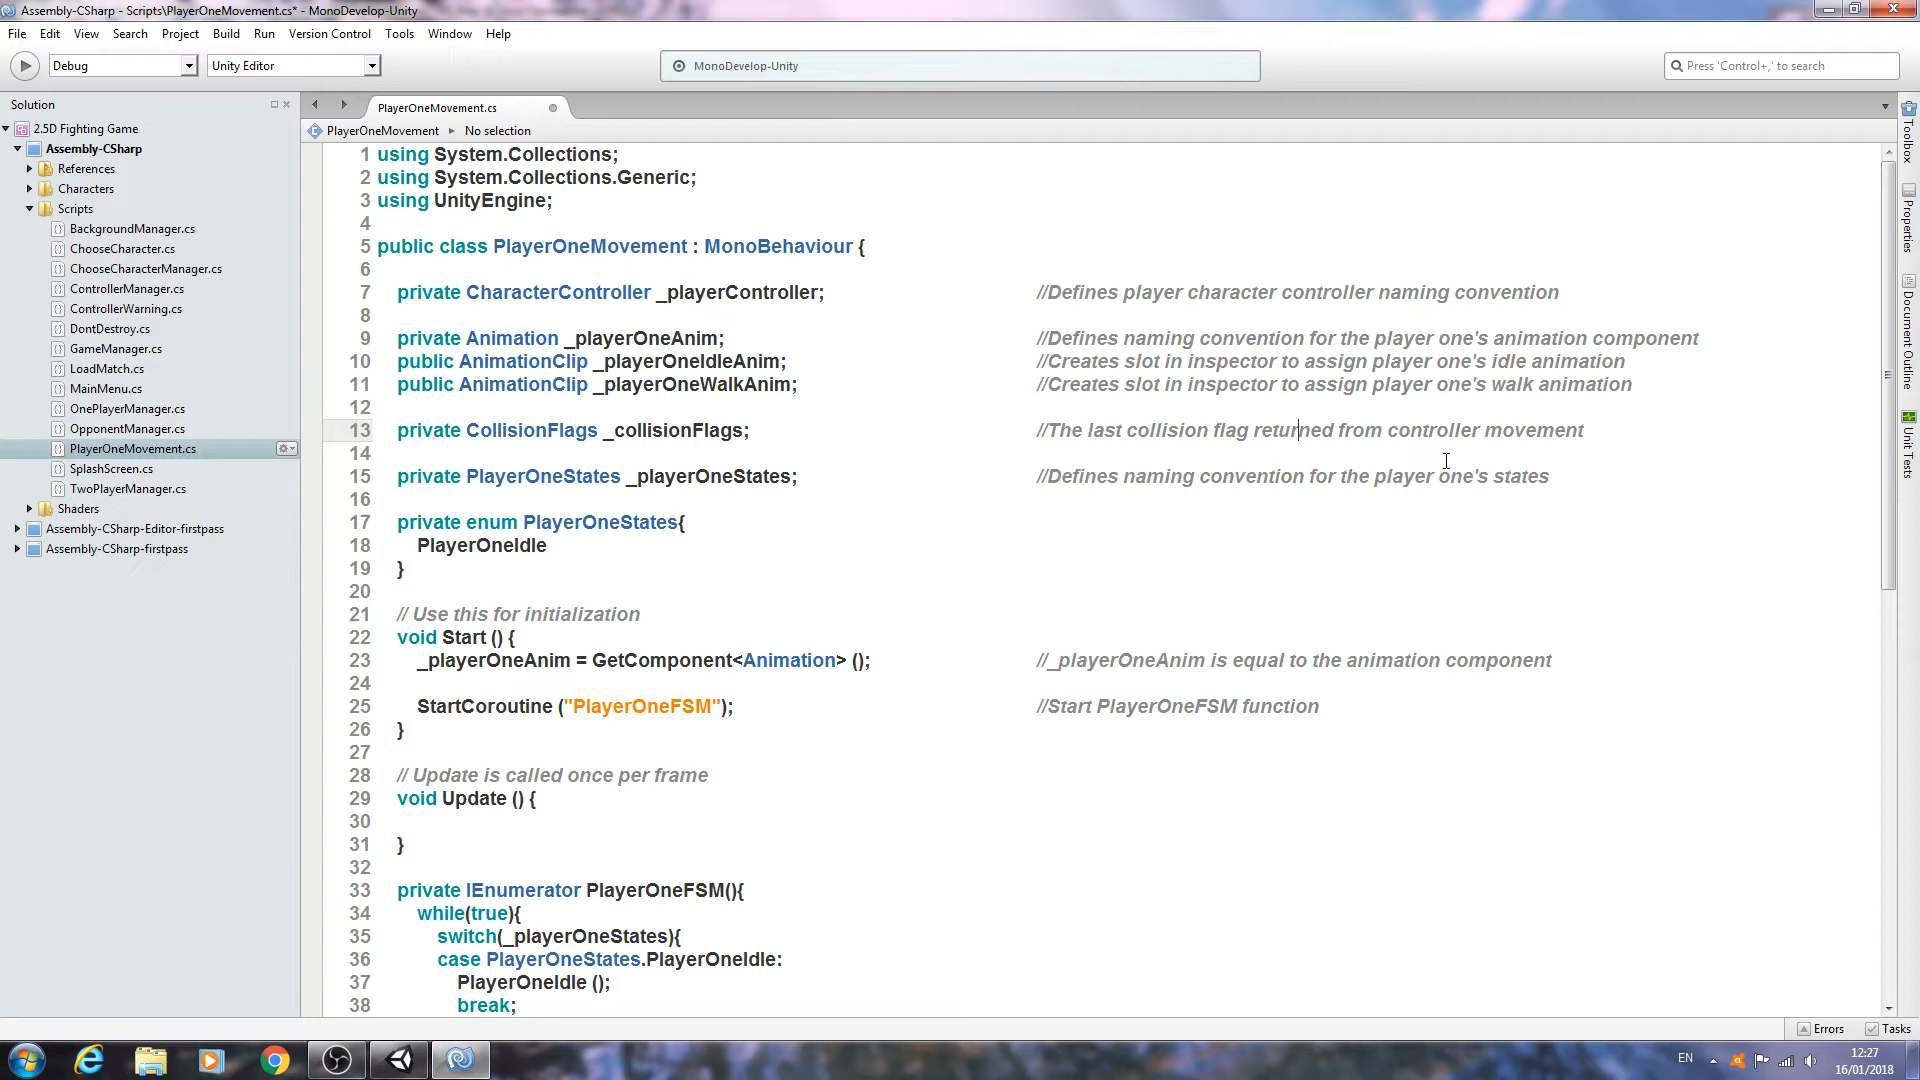 Assembly-CSharp - Scripts\PlayerOneMovement.cs* - MonoDevelop-Unity
File Edit View Search Project Build Run Version Control Tools Window Help
Debug Unity Editor MonoDevelop-Unity Press 'Control+,' to search
Solution
2.5D Fighting Game
Assembly-CSharp
References
Characters
Scripts
BackgroundManager.cs
ChooseCharacter.cs
ChooseCharacterManager.cs
ControllerManager.cs
ControllerWarning.cs
DontDestroy.cs
GameManager.cs
LoadMatch.cs
MainMenu.cs
OnePlayerManager.cs
OpponentManager.cs
PlayerOneMovement.cs
SplashScreen.cs
TwoPlayerManager.cs
Shaders
Assembly-CSharp-Editor-firstpass
Assembly-CSharp-firstpass
PlayerOneMovement.cs
PlayerOneMovement No selection
1 using System.Collections;
2 using System.Collections.Generic;
3 using UnityEngine;
4
5 public class PlayerOneMovement : MonoBehaviour {
6
7 private CharacterController _playerController; //Defines player character controller naming convention
8
9 private Animation _playerOneAnim; //Defines naming convention for the player one's animation component
10 public AnimationClip _playerOneIdleAnim; //Creates slot in inspector to assign player one's idle animation
11 public AnimationClip _playerOneWalkAnim; //Creates slot in inspector to assign player one's walk animation
12
13 private CollisionFlags _collisionFlags; //The last collision flag returned from controller movement
14
15 private PlayerOneStates _playerOneStates; //Defines naming convention for the player one's states
16
17 private enum PlayerOneStates{
18 PlayerOneIdle
19 }
20
21 // Use this for initialization
22 void Start () {
23 _playerOneAnim = GetComponent<Animation> (); //_playerOneAnim is equal to the animation component
24
25 StartCoroutine ("PlayerOneFSM"); //Start PlayerOneFSM function
26 }
27
28 // Update is called once per frame
29 void Update () {
30
31 }
32
33 private IEnumerator PlayerOneFSM(){
34 while(true){
35 switch(_playerOneStates){
36 case PlayerOneStates.PlayerOneIdle:
37 PlayerOneIdle ();
38 break;
Toolbox
Properties
Document Outline
Unit Tests
Errors Tasks
EN
12:27
16/01/2018